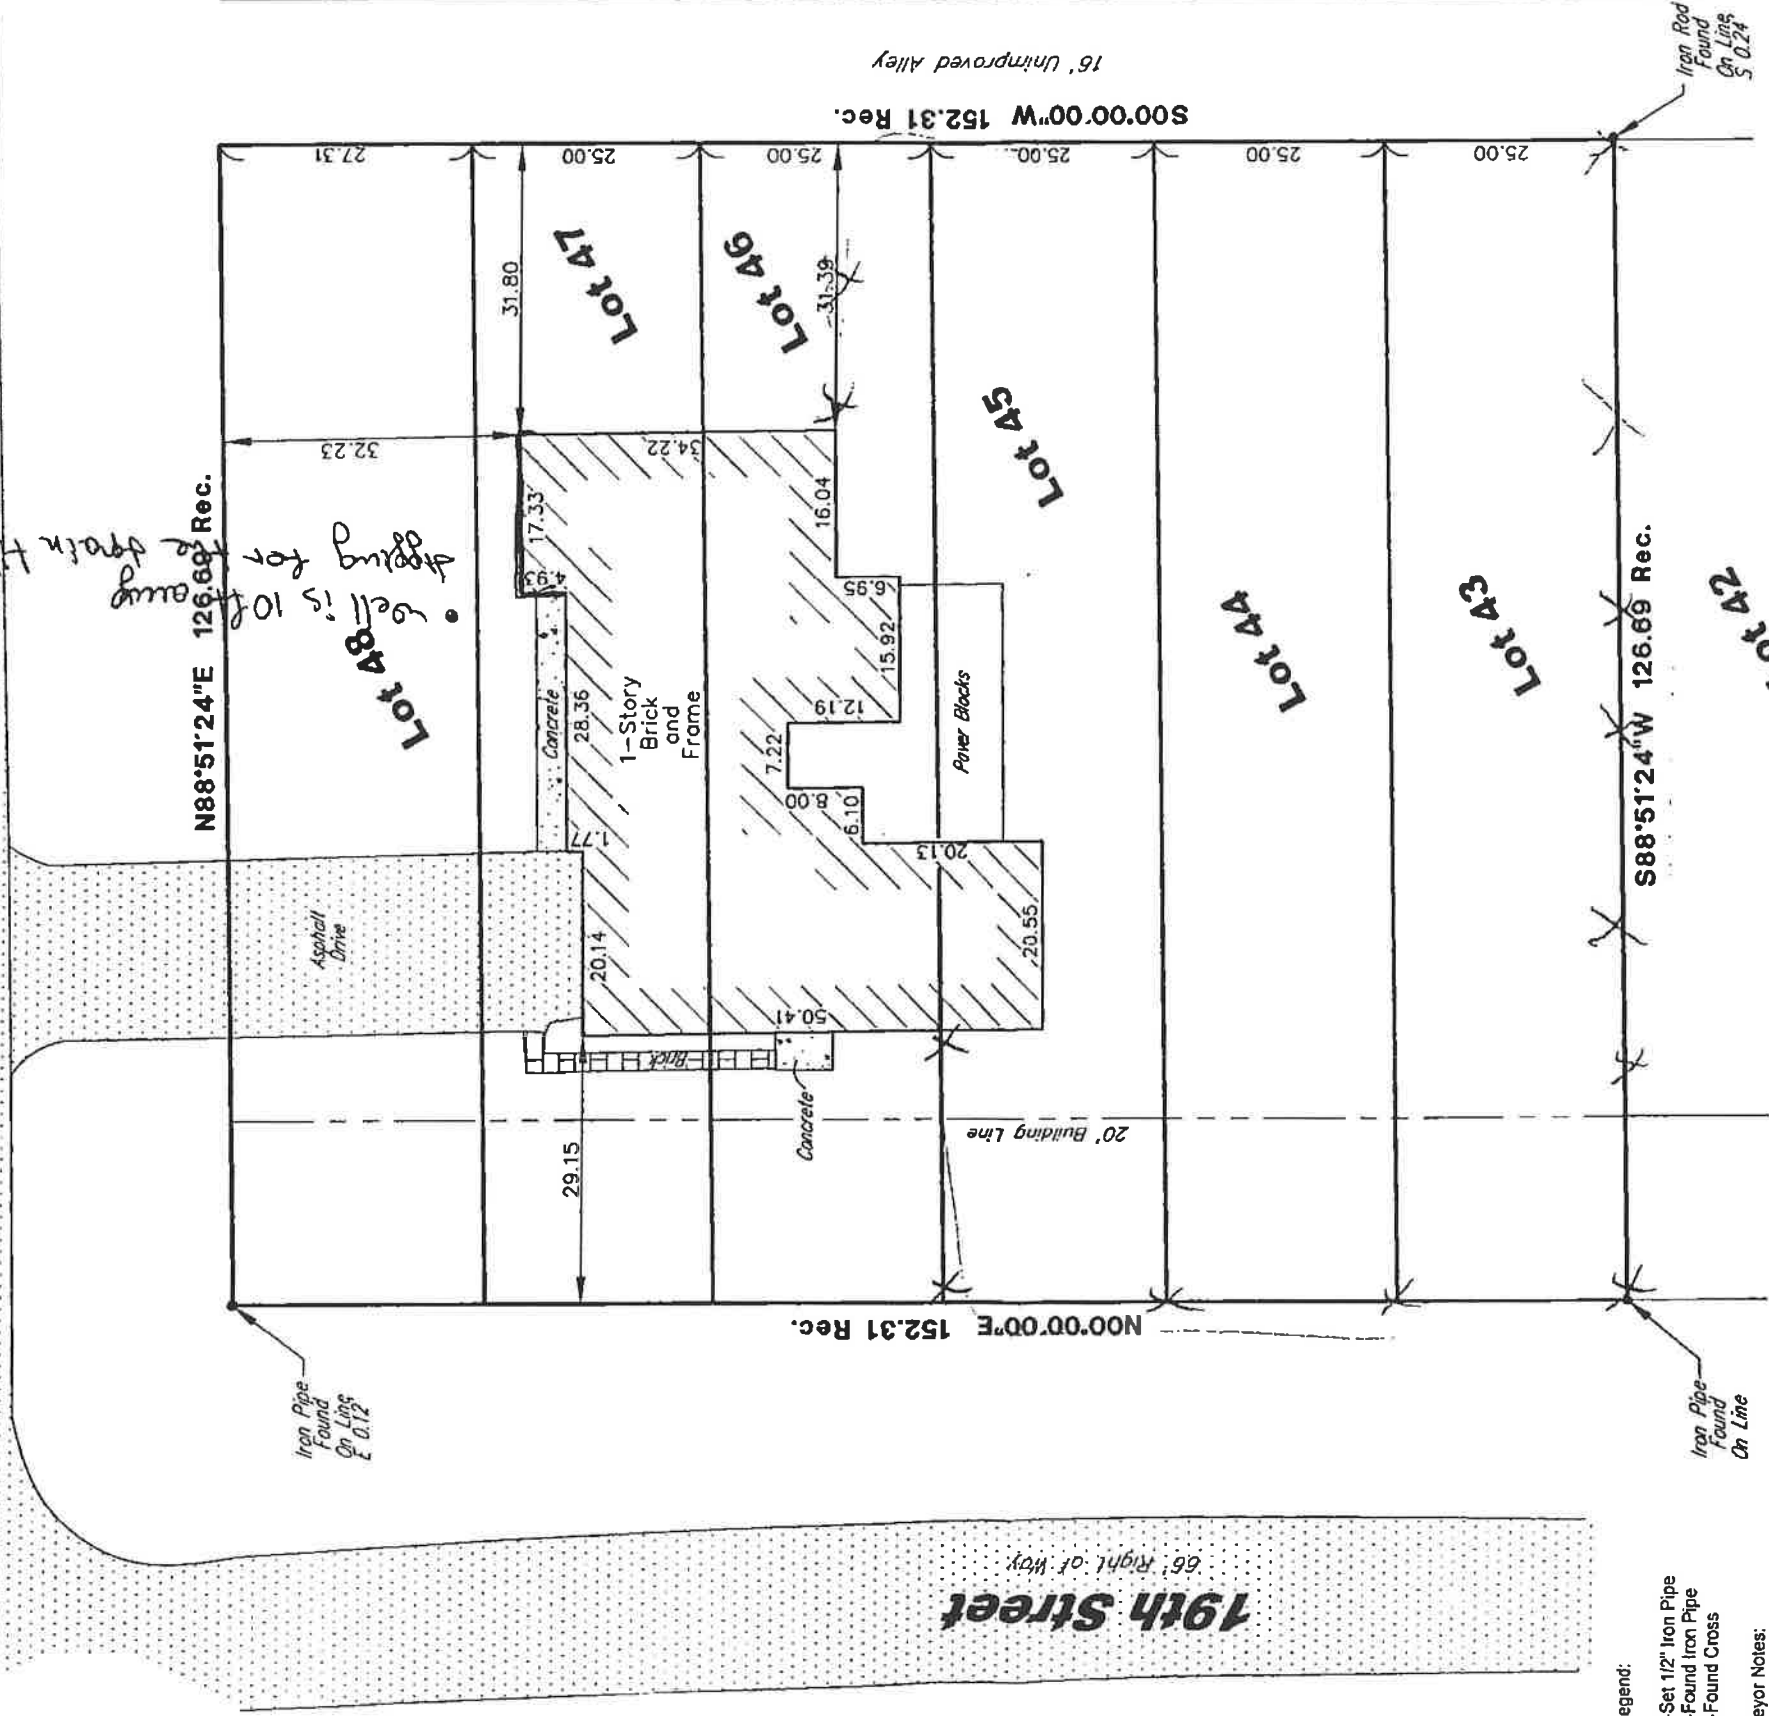 16' Unimproved Alley
S00°00'00"W 152.31 Rec.
Iron Rod
Found
On Line
S 0.24'
27.31
25.00
25.00
25.00
25.00
25.00
N88°51'24"E 126.69 Rec.
• well is 10 ft away
digging for the drain
32.23
31.80
31.39
Lot 48
Lot 47
Lot 46
Lot 45
Lot 44
Lot 43
Lot 42
S88°51'24"W 126.69 Rec.
17.33
34.22
16.04
4.93
6.95
Concrete
28.36
15.92
1-Story
Brick
and
Frame
12.19
7.22
8.00
6.10
Paver Blocks
1.77
20.13
20.14
20.55
50.41
Asphalt
Drive
Brick
Concrete
29.15
20' Building Line
N00°00'00"E 152.31 Rec.
Iron Pipe
Found
On Line
E 0.12'
Iron Pipe
Found
On Line
66' Right of Way
19th Street
egend:
-Set 1/2" Iron Pipe
-Found Iron Pipe
-Found Cross
eyor Notes: